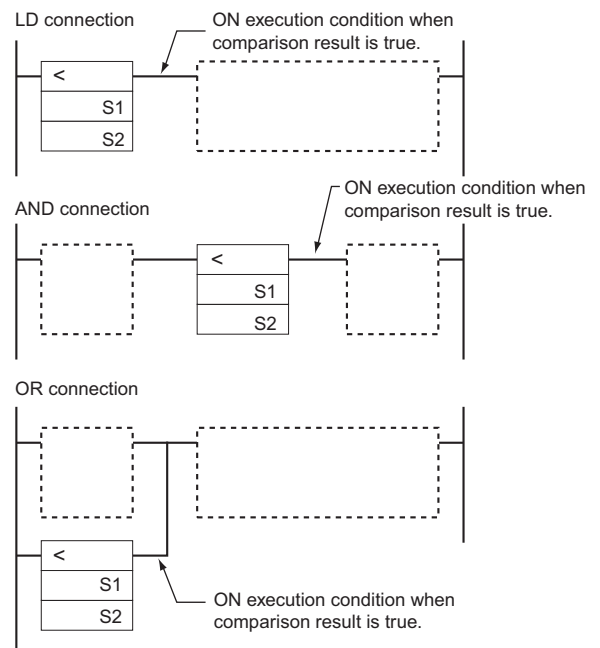 LD connection
ON execution condition when
comparison result is true.
<
S1
S2
AND connection
ON execution condition when
comparison result is true.
<
S1
S2
OR connection
<
S1
S2
ON execution condition when
comparison result is true.